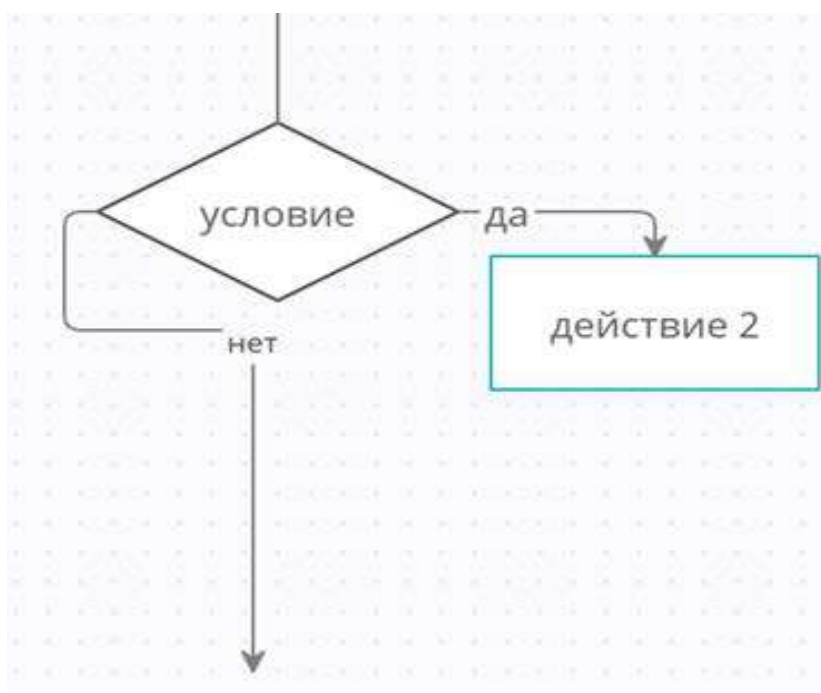 условие
да
действие 2
нет